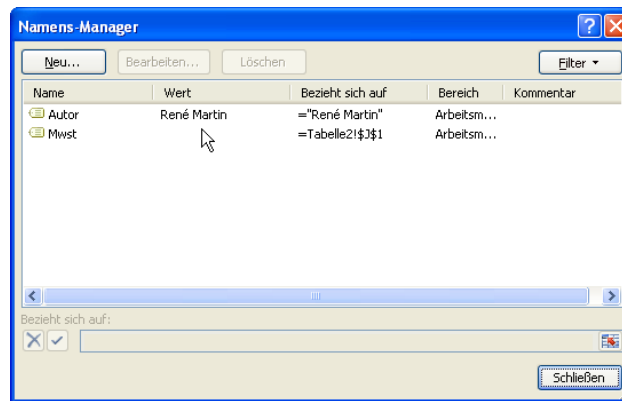 Namens-Manager
Neu... Bearbeiten... Löschen Filter
Name Wert Bezieht sich auf Bereich Kommentar
Autor René Martin ="René Martin" Arbeitsm...
Mwst =Tabelle2!$J$1 Arbeitsm...
Bezieht sich auf:
Schließen